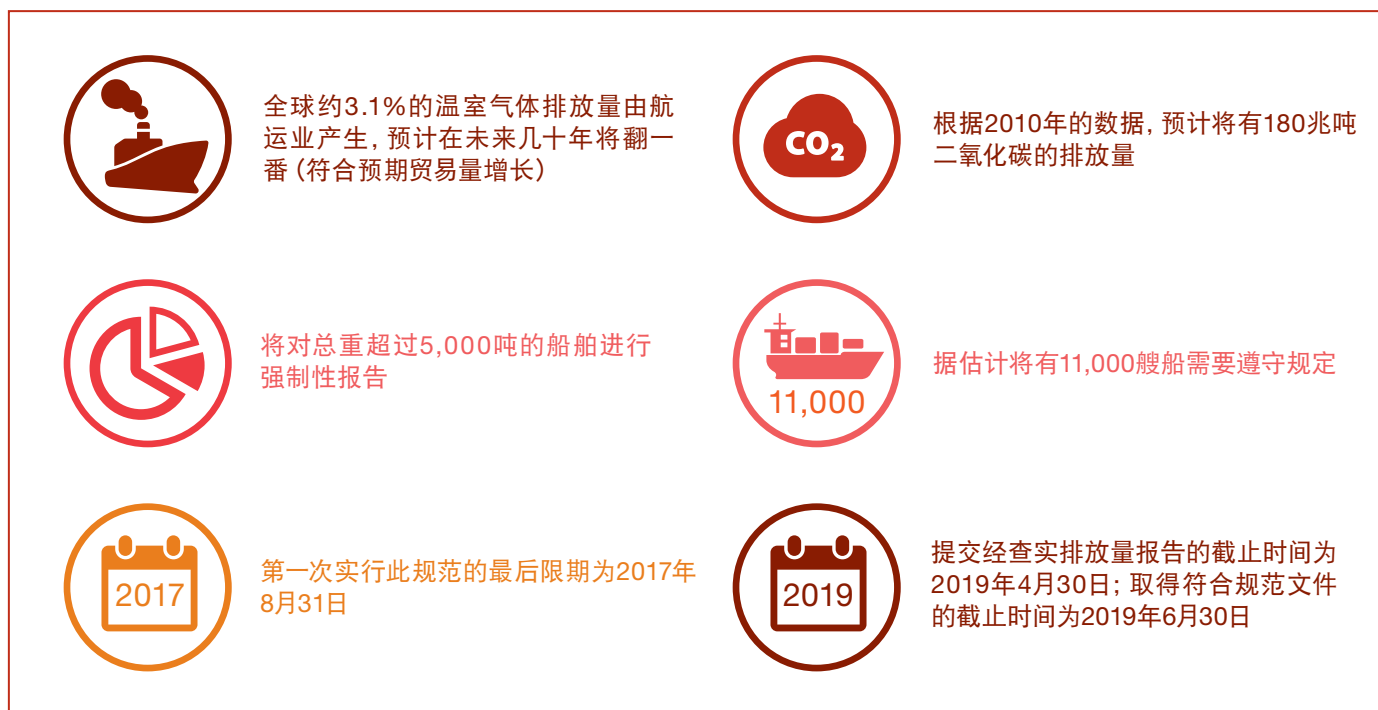 全球约3.1%的温室气体排放量由航
运业产生, 预计在未来几十年将翻一
番 (符合预期贸易量增长)
CO₂
根据2010年的数据, 预计将有180兆吨
二氧化碳的排放量
将对总重超过5,000吨的船舶进行
强制性报告
11,000
据估计将有11,000艘船需要遵守规定
2017
第一次实行此规范的最后限期为2017年
8月31日
2019
提交经查实排放量报告的截止时间为
2019年4月30日; 取得符合规范文件
的截止时间为2019年6月30日